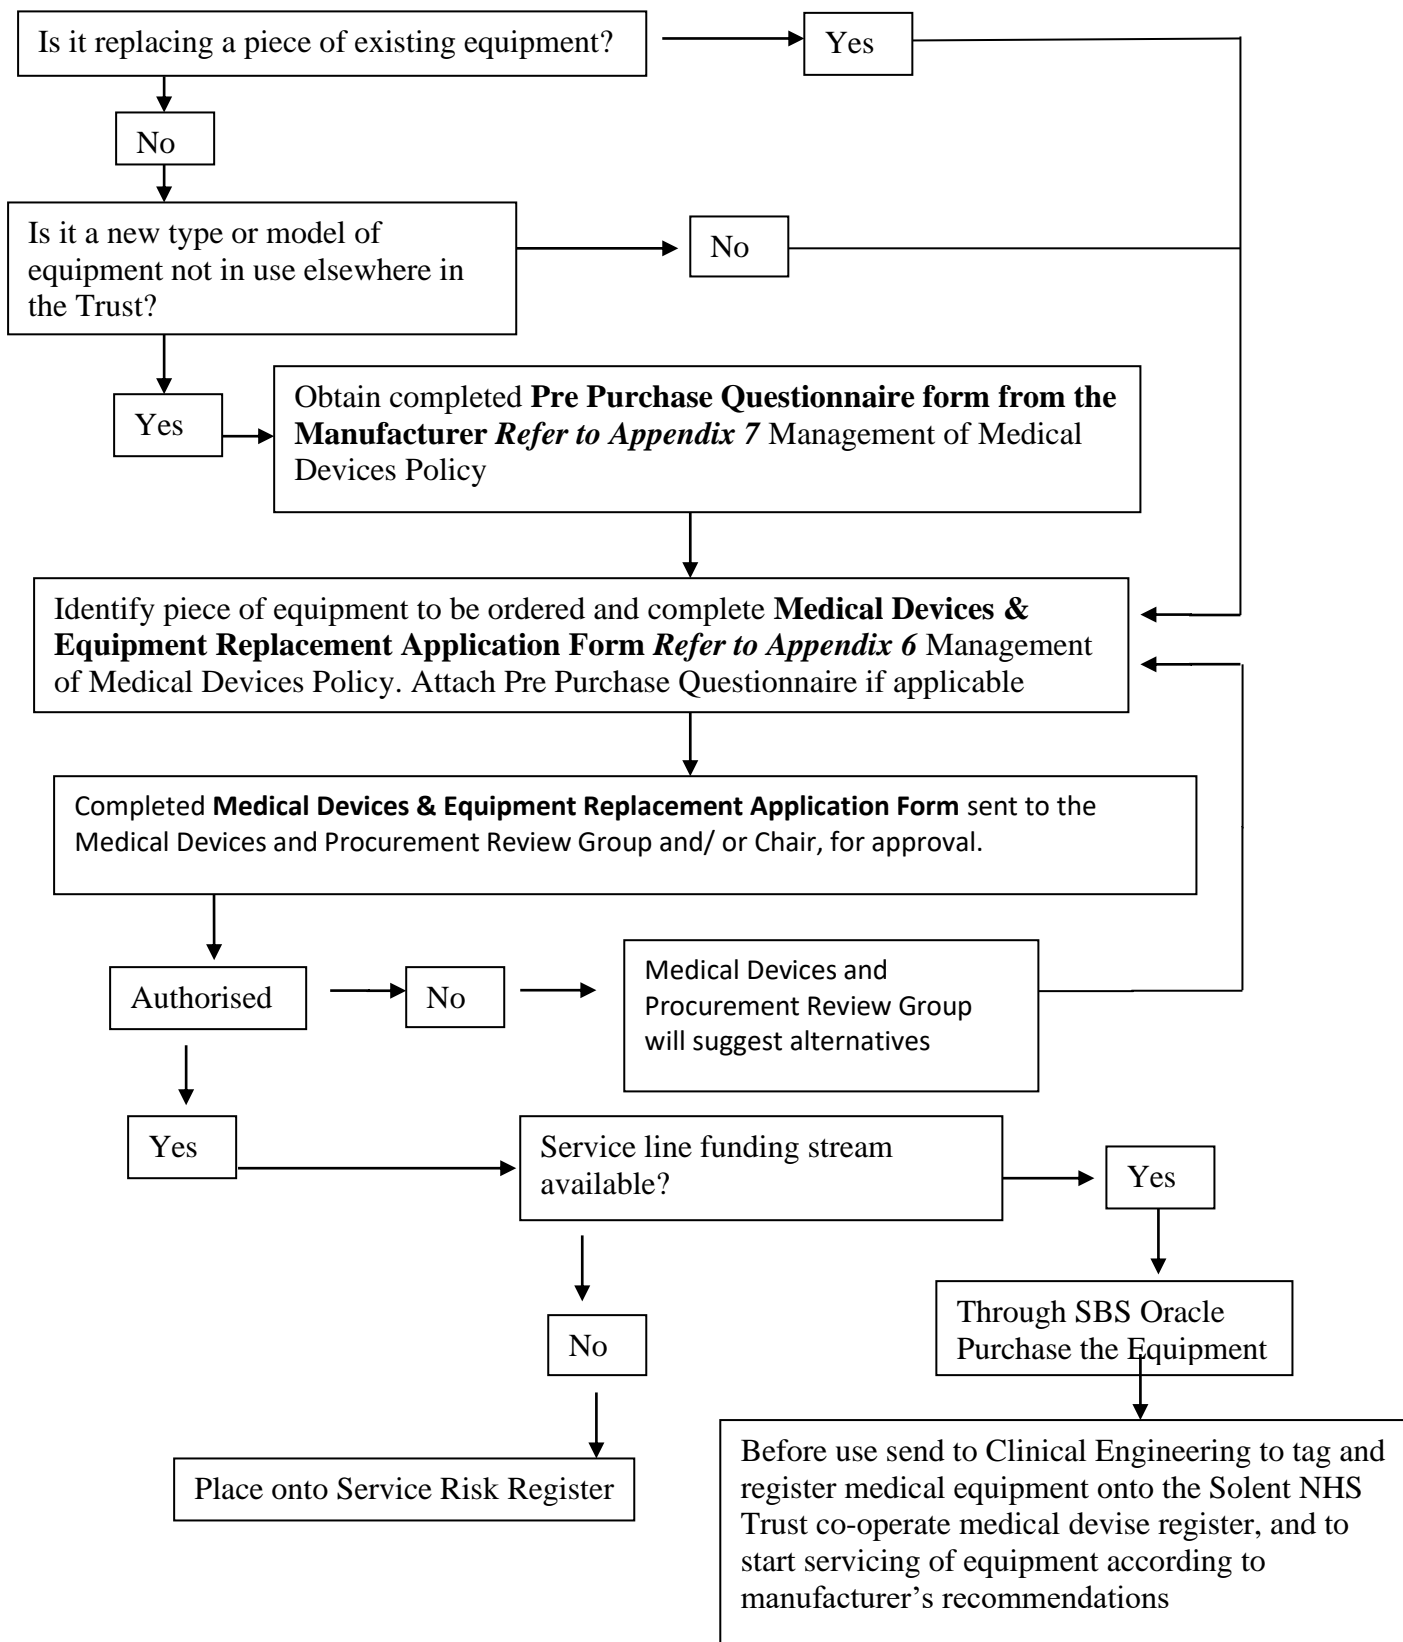 Is it replacing a piece of existing equipment?
Yes
No
Is it a new type or model of
equipment not in use elsewhere in
the Trust?
No
Yes
Obtain completed Pre Purchase Questionnaire form from the
Manufacturer Refer to Appendix 7 Management of Medical
Devices Policy
Identify piece of equipment to be ordered and complete Medical Devices &
Equipment Replacement Application Form Refer to Appendix 6 Management
of Medical Devices Policy. Attach Pre Purchase Questionnaire if applicable
Completed Medical Devices & Equipment Replacement Application Form sent to the
Medical Devices and Procurement Review Group and/ or Chair, for approval.
Authorised
No
Medical Devices and
Procurement Review Group
will suggest alternatives
Yes
Service line funding stream
available?
Yes
No
Through SBS Oracle
Purchase the Equipment
Place onto Service Risk Register
Before use send to Clinical Engineering to tag and
register medical equipment onto the Solent NHS
Trust co-operate medical devise register, and to
start servicing of equipment according to
manufacturer’s recommendations